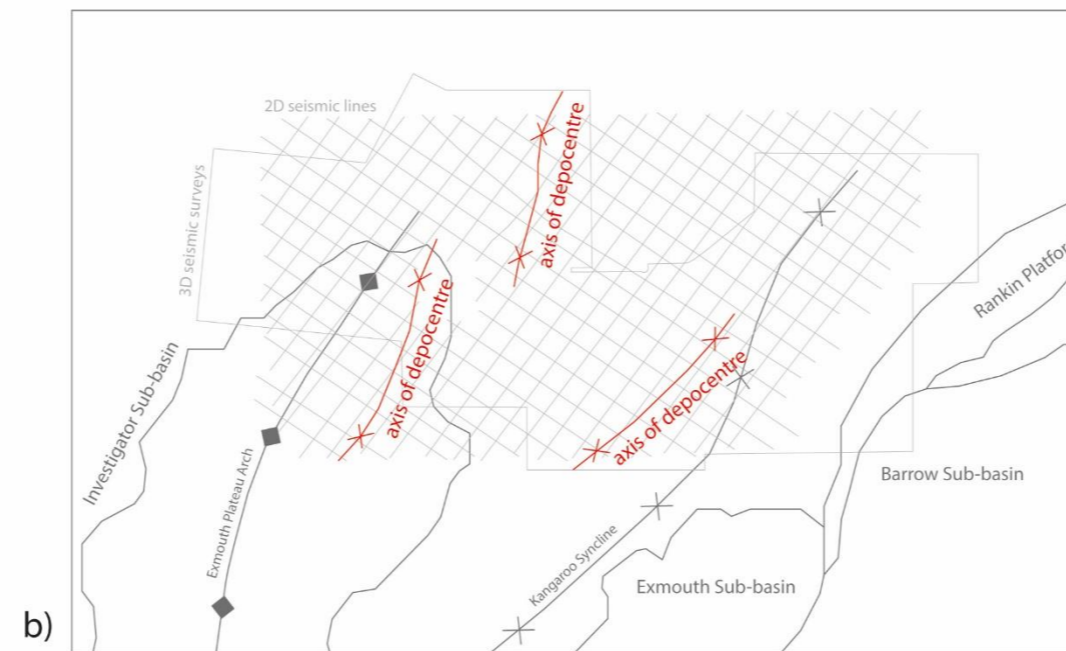 2D seismic lines
axis of depocentre
3D seismic surveys
Rankin Platfor
axis of depocentre
Investigator Sub-basin
axis of depocentre
Exmouth Plateau Arch
Barrow Sub-basin
Kangaroo Syncline
Exmouth Sub-basin
b)